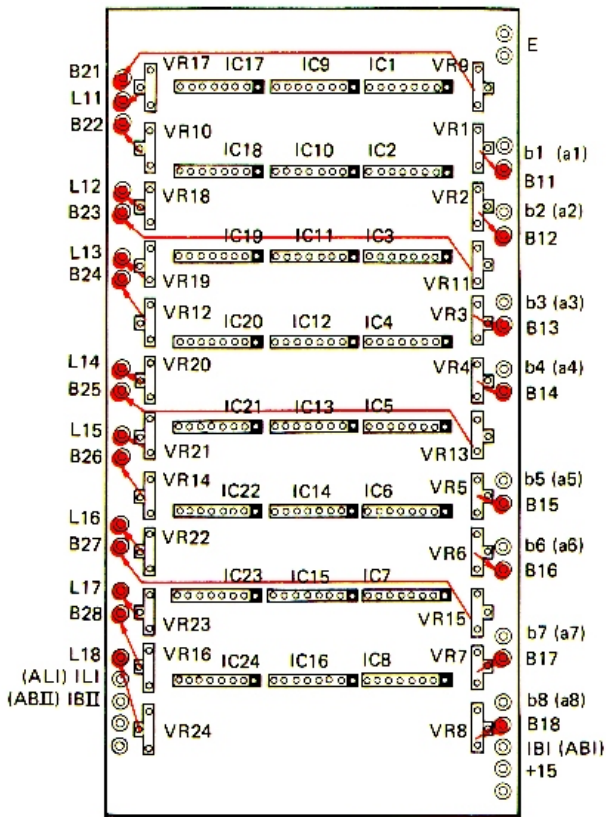 E
B21 VR17 IC17 IC9 IC1 VR9
L11
B22 VR10 VR1
IC18 IC10 IC2 b1 (a1)
L12 VR18 VR2 B11
B23 b2 (a2)
B12
L13 IC19 IC11 IC3
B24 VR19 VR11
VR12 VR3 b3 (a3)
IC20 IC12 IC4 B13
L14 VR20 VR4 b4 (a4)
B25 B14
L15 IC21 IC13 IC5
B26 VR21 VR13
VR14 VR5 b5 (a5)
IC22 IC14 IC6 B15
L16 VR22 VR6 b6 (a6)
B27 B16
L17 IC23 IC15 IC7
B28 VR23 VR15 b7 (a7)
L18 VR16 IC24 IC16 IC8 VR7 B17
(ALI) ILI
(ABII) IBII b8 (a8)
VR24 VR8 B18
IBI (ABI)
+15